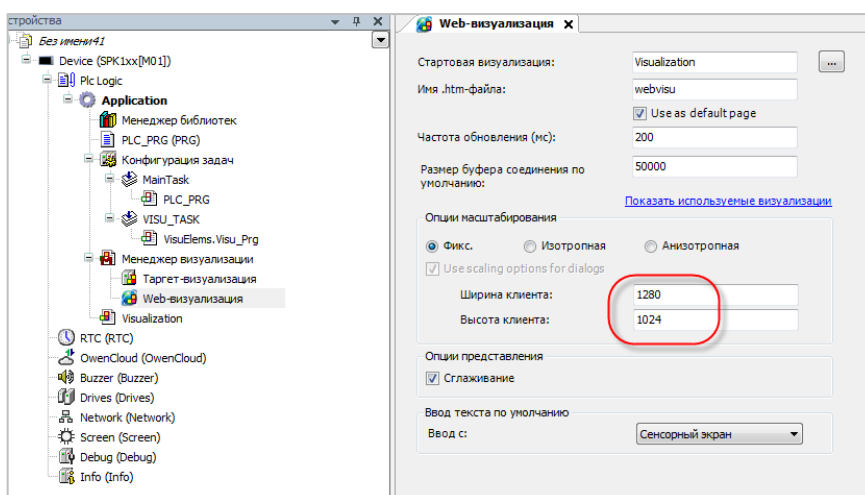 стройства
Без имени41
Device (SPK1xx[M01])
Plc Logic
Application
Менеджер библиотек
PLC_PRG (PRG)
Конфигурация задач
MainTask
PLC_PRG
VISU_TASK
VisuElems.Visu_Prg
Менеджер визуализации
Таргет-визуализация
Web-визуализация
Visualization
RTC (RTC)
OwenCloud (OwenCloud)
Buzzer (Buzzer)
Drives (Drives)
Network (Network)
Screen (Screen)
Debug (Debug)
Info (Info)
Web-визуализация
Стартовая визуализация: Visualization ...
Имя .htm-файла: webvisu
Use as default page
Частота обновления (мс): 200
Размер буфера соединения по 50000
умолчанию:
Показать используемые визуализации
Опции масштабирования
Фикс. Изотропная Анизотропная
Use scaling options for dialogs
Ширина клиента: 1280
Высота клиента: 1024
Опции представления
Сглаживание
Ввод текста по умолчанию
Ввод с: Сенсорный экран